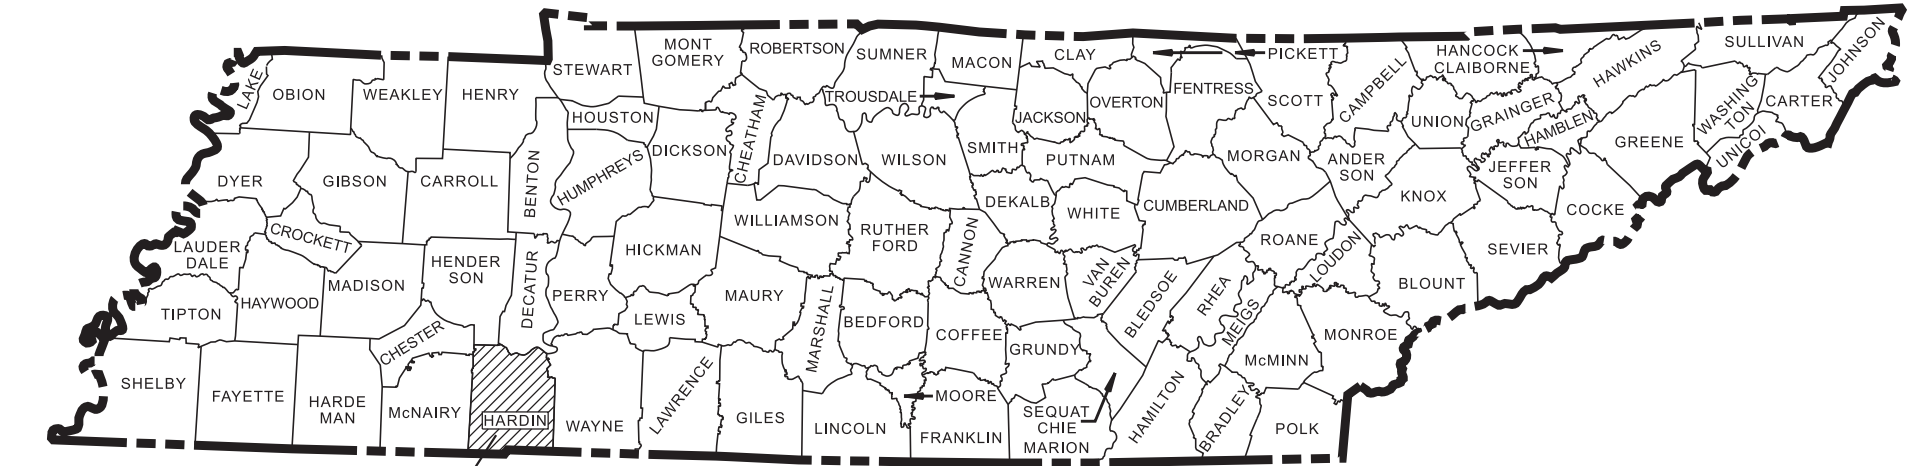 LAKE
OBION
WEAKLEY
HENRY
STEWART
MONT
GOMERY
ROBERTSON
SUMNER
MACON
CLAY
PICKETT
HANCOCK
CLAIBORNE
HAWKINS
SULLIVAN
JOHNSON
TROUSDALE
HOUSTON
CHEATHAM
JACKSON
OVERTON
FENTRESS
SCOTT
CAMPBELL
UNION
GRAINGER
HAMBLEN
WASHING
TON
CARTER
UNICOI
GREENE
DYER
GIBSON
CARROLL
BENTON
HUMPHREYS
DICKSON
DAVIDSON
WILSON
SMITH
PUTNAM
MORGAN
ANDER
SON
KNOX
JEFFER
SON
COCKE
LAUDER
DALE
CROCKETT
WILLIAMSON
RUTHER
FORD
CANNON
DEKALB
WHITE
CUMBERLAND
ROANE
LOUDON
SEVIER
BLOUNT
TIPTON
HAYWOOD
MADISON
HENDER
SON
DECATUR
PERRY
HICKMAN
LEWIS
MAURY
MARSHALL
BEDFORD
COFFEE
WARREN
VAN
BUREN
BLEDSOE
RHEA
MEIGS
McMINN
MONROE
CHESTER
GRUNDY
SHELBY
FAYETTE
HARDE
MAN
McNAIRY
HARDIN
WAYNE
LAWRENCE
GILES
LINCOLN
MOORE
FRANKLIN
SEQUAT
CHIE
MARION
HAMILTON
BRADLEY
POLK